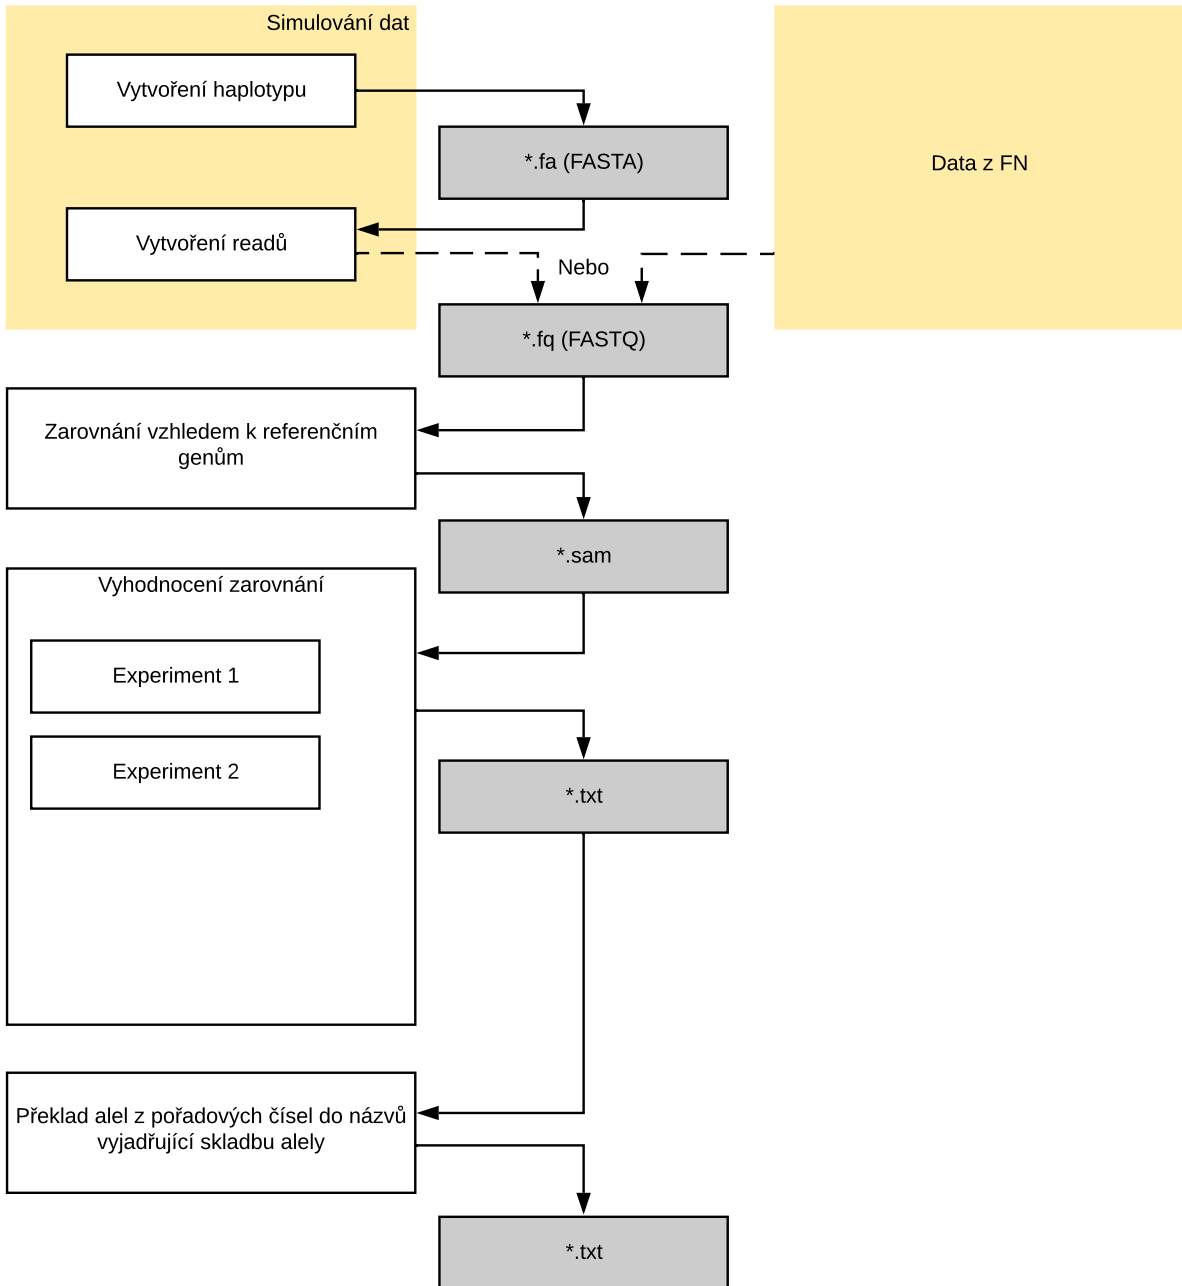 Simulování dat
Vytvoření haplotypu
*.fa (FASTA)
Data z FN
Vytvoření readů
Nebo
*.fq (FASTQ)
Zarovnání vzhledem k referenčním
genům
*.sam
Vyhodnocení zarovnání
Experiment 1
Experiment 2
*.txt
Překlad alel z pořadových čísel do názvů
vyjadřující skladbu alely
*.txt